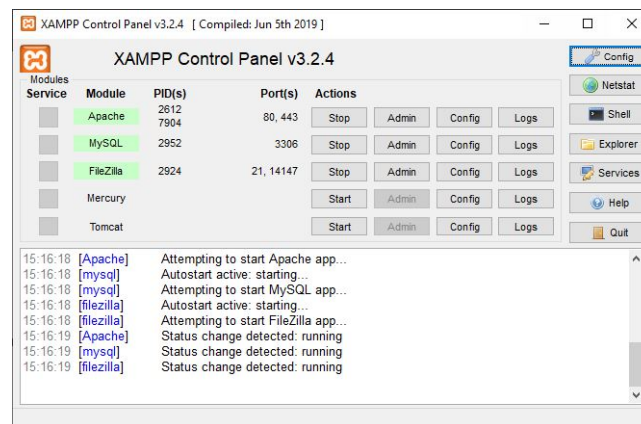 XAMPP Control Panel v3.2.4 [ Compiled: Jun 5th 2019 ]
XAMPP Control Panel v3.2.4
Config
Modules
Service Module PID(s) Port(s) Actions
Netstat
Apache 2612 7904 80, 443 Stop Admin Config Logs
Shell
MySQL 2952 3306 Stop Admin Config Logs
Explorer
FileZilla 2924 21, 14147 Stop Admin Config Logs
Services
Mercury Start Admin Config Logs
Help
Tomcat Start Admin Config Logs
Quit
15:16:18 [Apache] Attempting to start Apache app...
15:16:18 [mysql] Autostart active: starting...
15:16:18 [mysql] Attempting to start MySQL app...
15:16:18 [filezilla] Autostart active: starting...
15:16:18 [filezilla] Attempting to start FileZilla app...
15:16:19 [Apache] Status change detected: running
15:16:19 [mysql] Status change detected: running
15:16:19 [filezilla] Status change detected: running